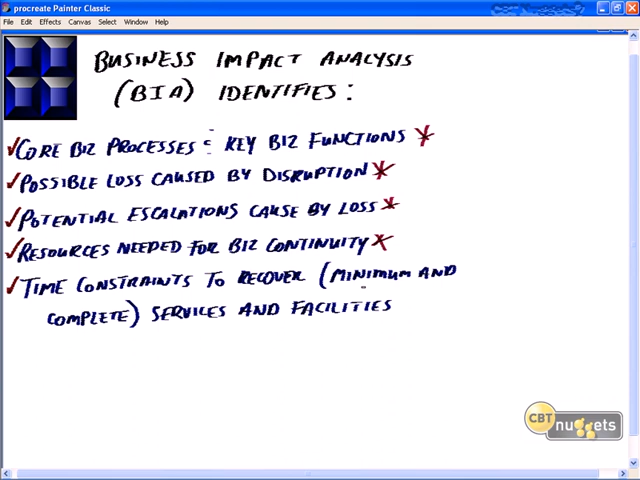 procreate Painter Classic
File Edit Effects Canvas Select Window
CBT Nuggets
BUSINESS IMPACT ANALYSIS
(BIA) IDENTIFIES:
✓CORE BIZ PROCESSES = KEY BIZ FUNCTIONS *
✓POSSIBLE LOSS CAUSED BY DISRUPTION *
✓POTENTIAL ESCALATIONS CAUSE BY LOSS *
✓RESOURCES NEEDED FOR BIZ CONTINUITY *
✓TIME CONSTRAINTS TO RECOVER (MINIMUM AND
COMPLETE) SERVICES AND FACILITIES
CBT nuggets